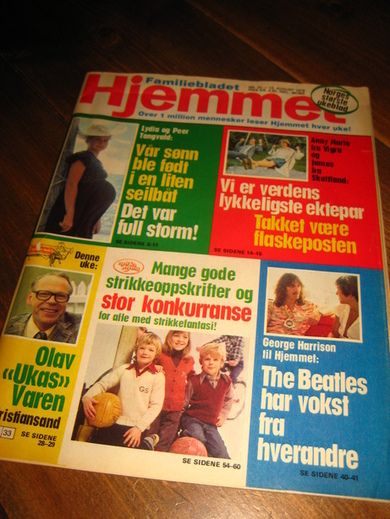 Familiebladet
Hjemmet
Norges
største
ukeblad
Over 1 million mennesker leser Hjemmet hver uke!
Lydia og Peer
Tangvald:
Vår sønn
ble født
i en liten
seilbåt
Det var
full storm!
SE SIDENE 8-11
Vi er verdens
lykkeligste ektepar
Takket være
flaskeposten
SE SIDENE 14-15
Denne
uke:
Olav
«Ukas»
Varen
ristiansand
33
SE SIDENE
28-29
Mange gode
strikkeoppskrifter og
stor konkurranse
for alle med strikkefantasi!
GS
SE SIDENE 54-60
George Harrison
til Hjemmet:
The Beatles
har vokst
fra
hverandre
SE SIDENE 40-41